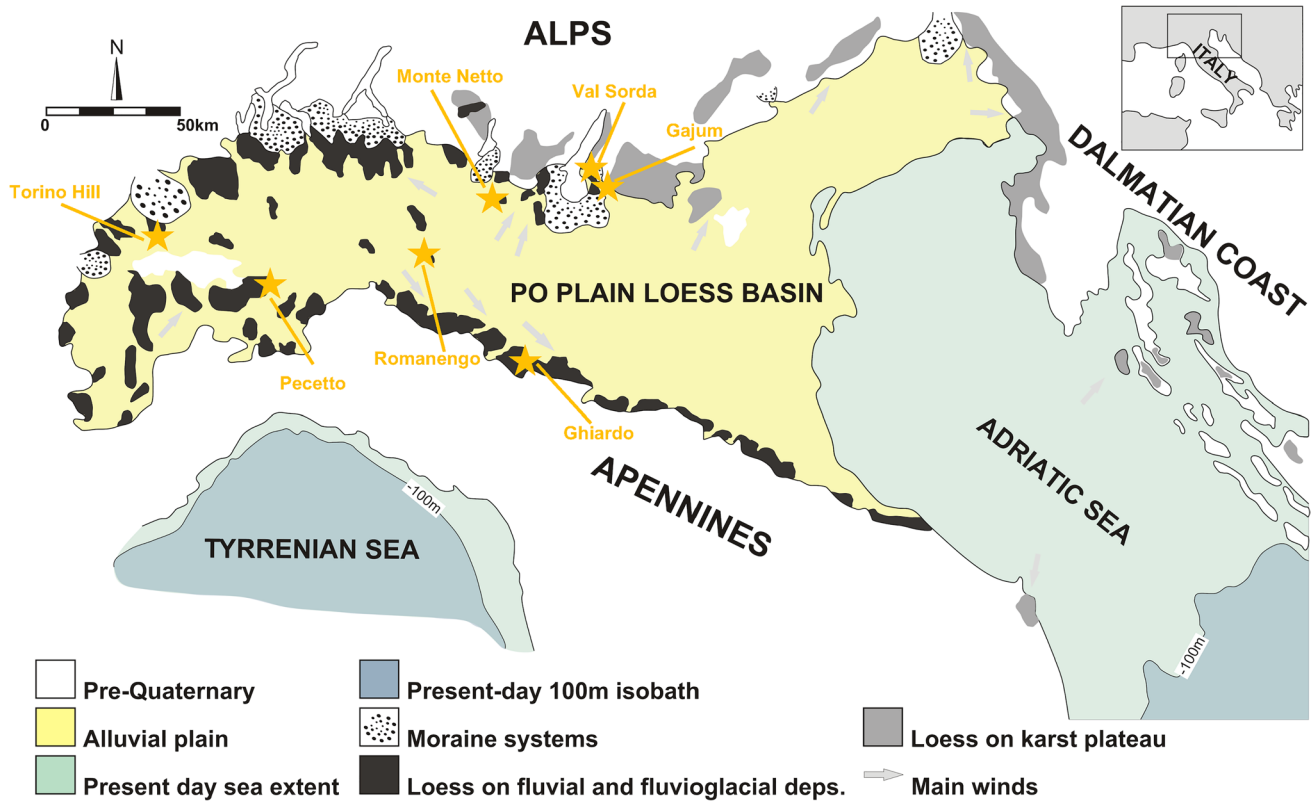 ALPS
ITALY
N
0
50km
Monte Netto
Val Sorda
Gajum
Torino Hill
DALMATIAN COAST
PO PLAIN LOESS BASIN
Romanengo
Pecetto
Ghiardo
ADRIATIC SEA
APENNINES
-100m
TYRRENIAN SEA
-100m
Pre-Quaternary
Present-day 100m isobath
Alluvial plain
Moraine systems
Loess on karst plateau
Present day sea extent
Loess on fluvial and fluvioglacial deps.
Main winds